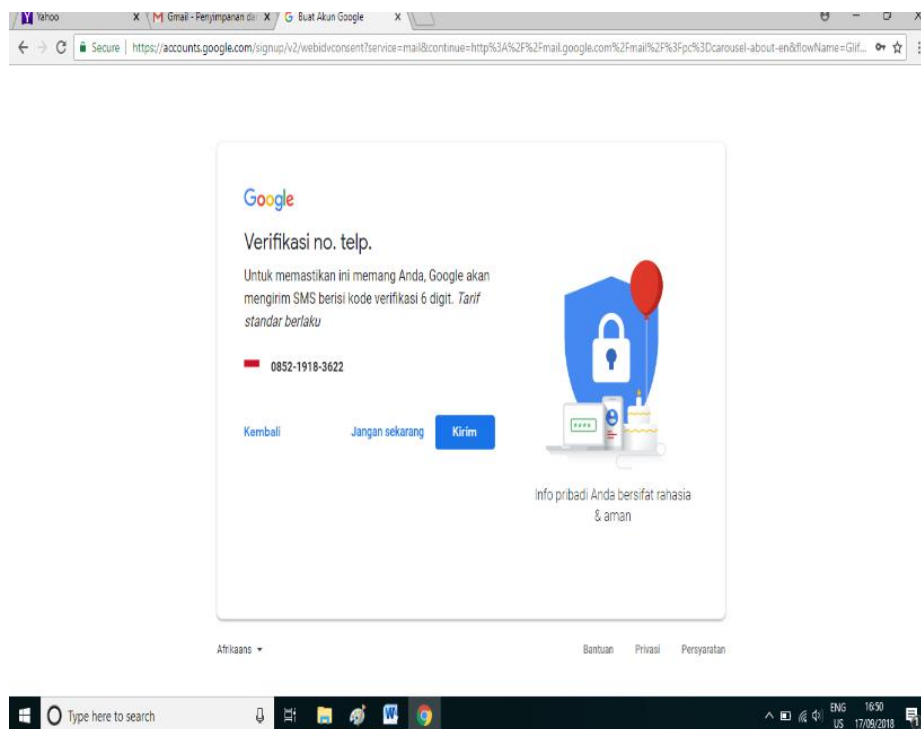 Yahoo
Gmail - Penyimpanan da
Buat Akun Google
Secure | https://accounts.google.com/signup/v2/webidvconsent?service=mail&continue=http%3A%2F%2Fmail.google.com%2Fmail%2F%3Fpc%3Dcarousel-about-en&flowName=Glif...
Google
Verifikasi no. telp.
Untuk memastikan ini memang Anda, Google akan
mengirim SMS berisi kode verifikasi 6 digit. Tarif
standar berlaku
0852-1918-3622
Kembali Jangan sekarang Kirim
Info pribadi Anda bersifat rahasia
& aman
Afrikaans Bantuan Privasi Persyaratan
Type here to search
ENG 16:50
US 17/09/2018